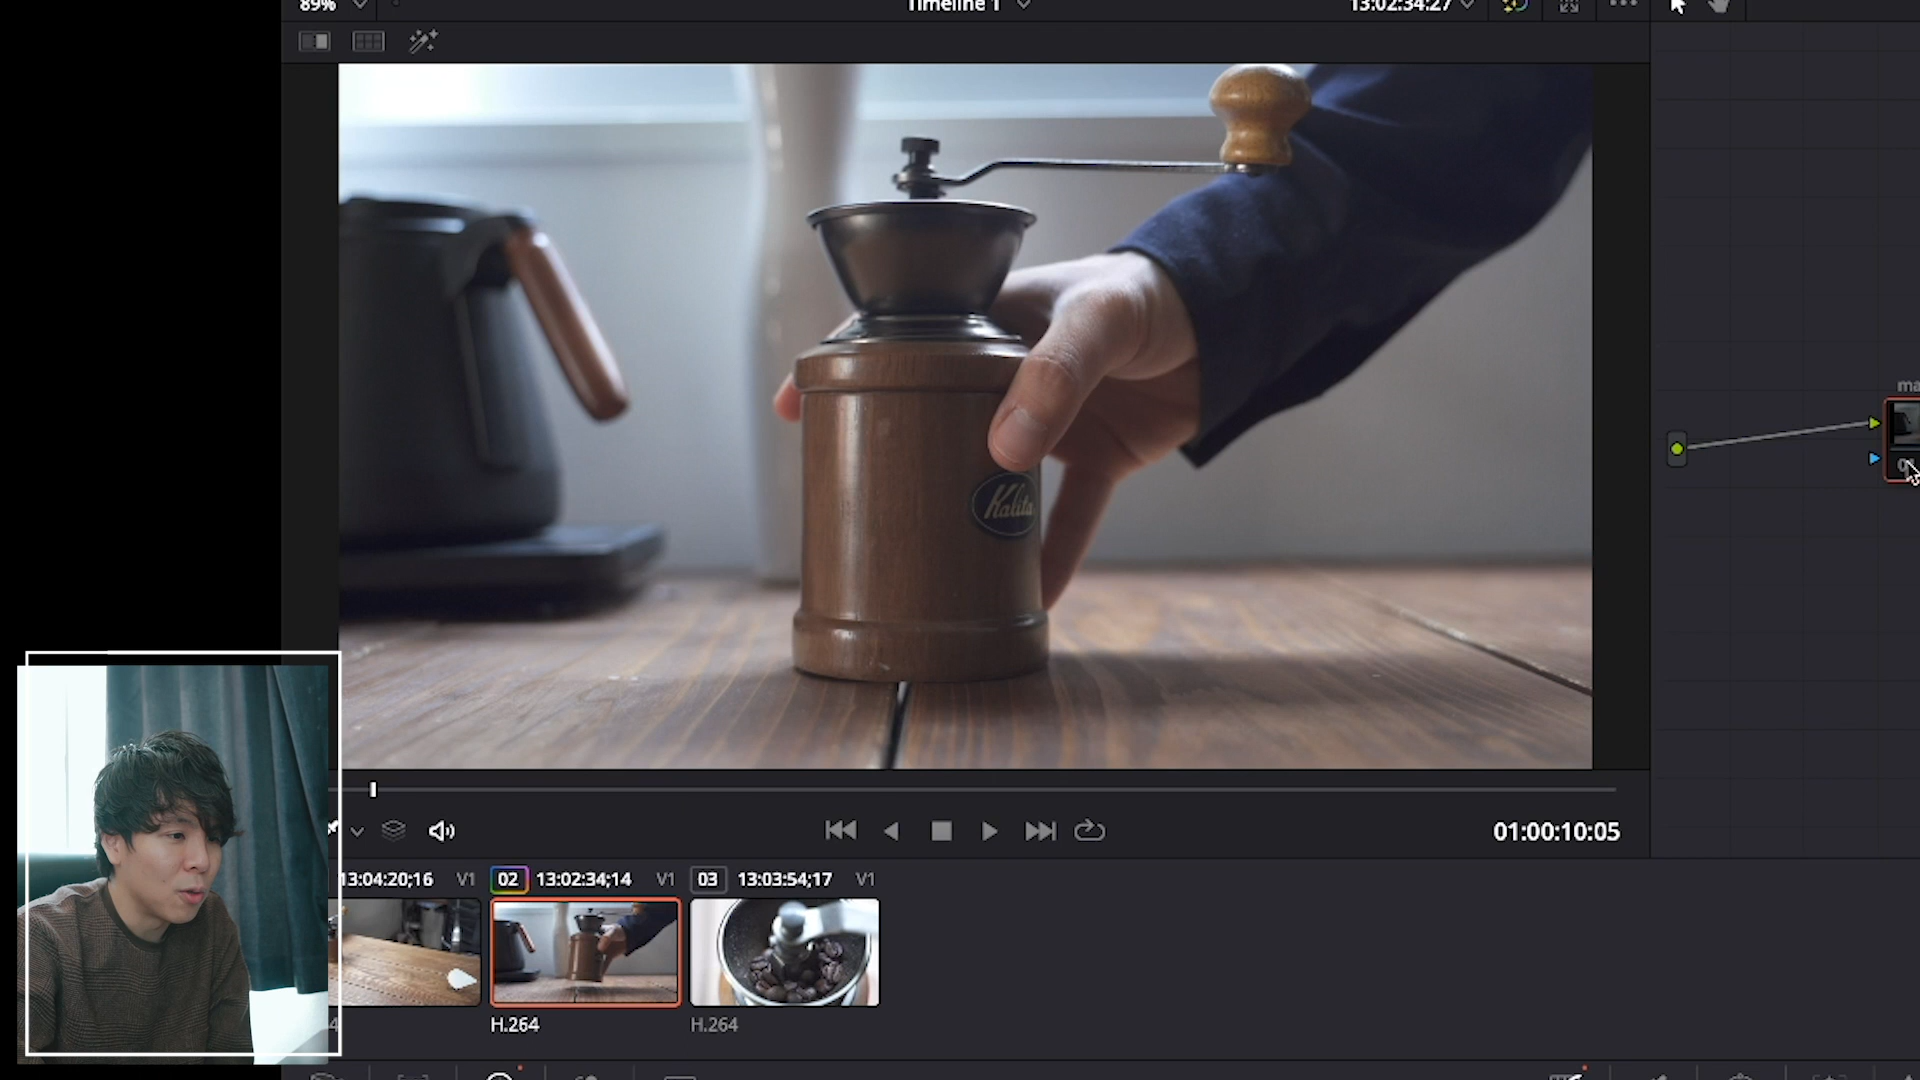 89%
Timeline 1
13:02:34:27
Kalita
01:00:10:05
13:04:20;16 V1
02 13:02:34;14 V1
03 13:03:54;17 V1
H.264
H.264